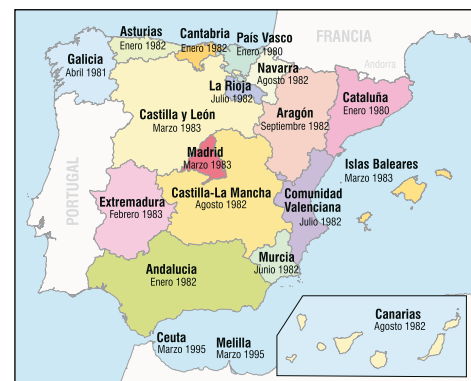 Asturias
Enero 1982
Cantabria
Enero 1982
País Vasco
Enero 1980
FRANCIA
Galicia
Abril 1981
Navarra
Agosto 1982
Andorra
La Rioja
Julio 1982
Cataluña
Enero 1980
Castilla y León
Marzo 1983
Aragón
Septiembre 1982
Madrid
Marzo 1983
Islas Baleares
Marzo 1983
PORTUGAL
Extremadura
Febrero 1983
Castilla-La Mancha
Agosto 1982
Comunidad
Valenciana
Julio 1982
Murcia
Junio 1982
Andalucia
Enero 1982
Canarias
Agosto 1982
Ceuta
Marzo 1995
Melilla
Marzo 1995